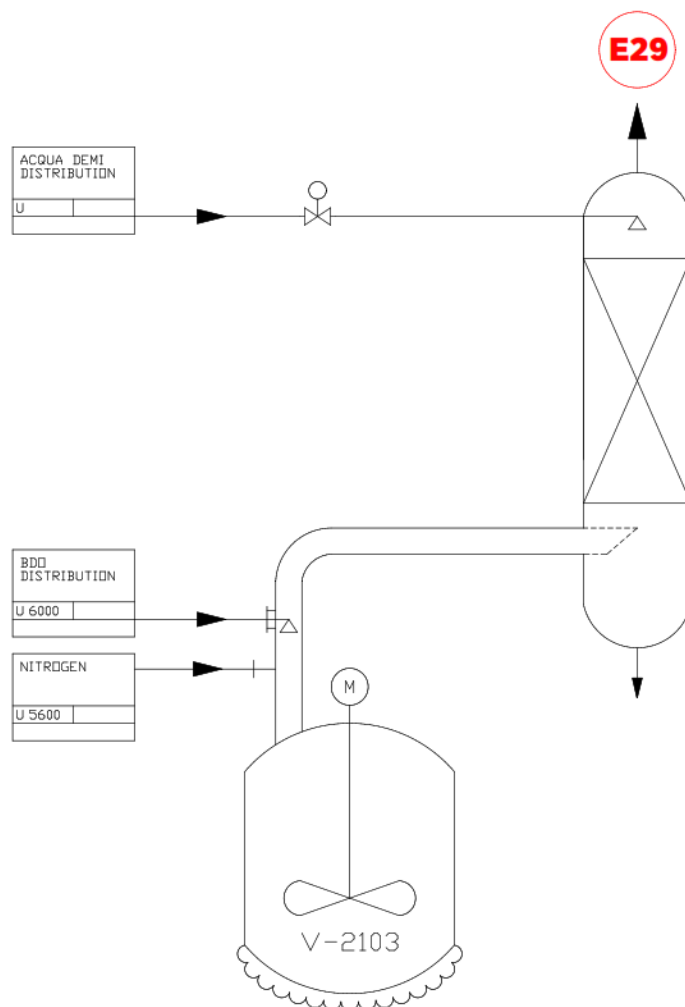 E29
ACQUA DEMI
DISTRIBUTION
U
BDO
DISTRIBUTION
U 6000
NITROGEN
U 5600
M
V-2103